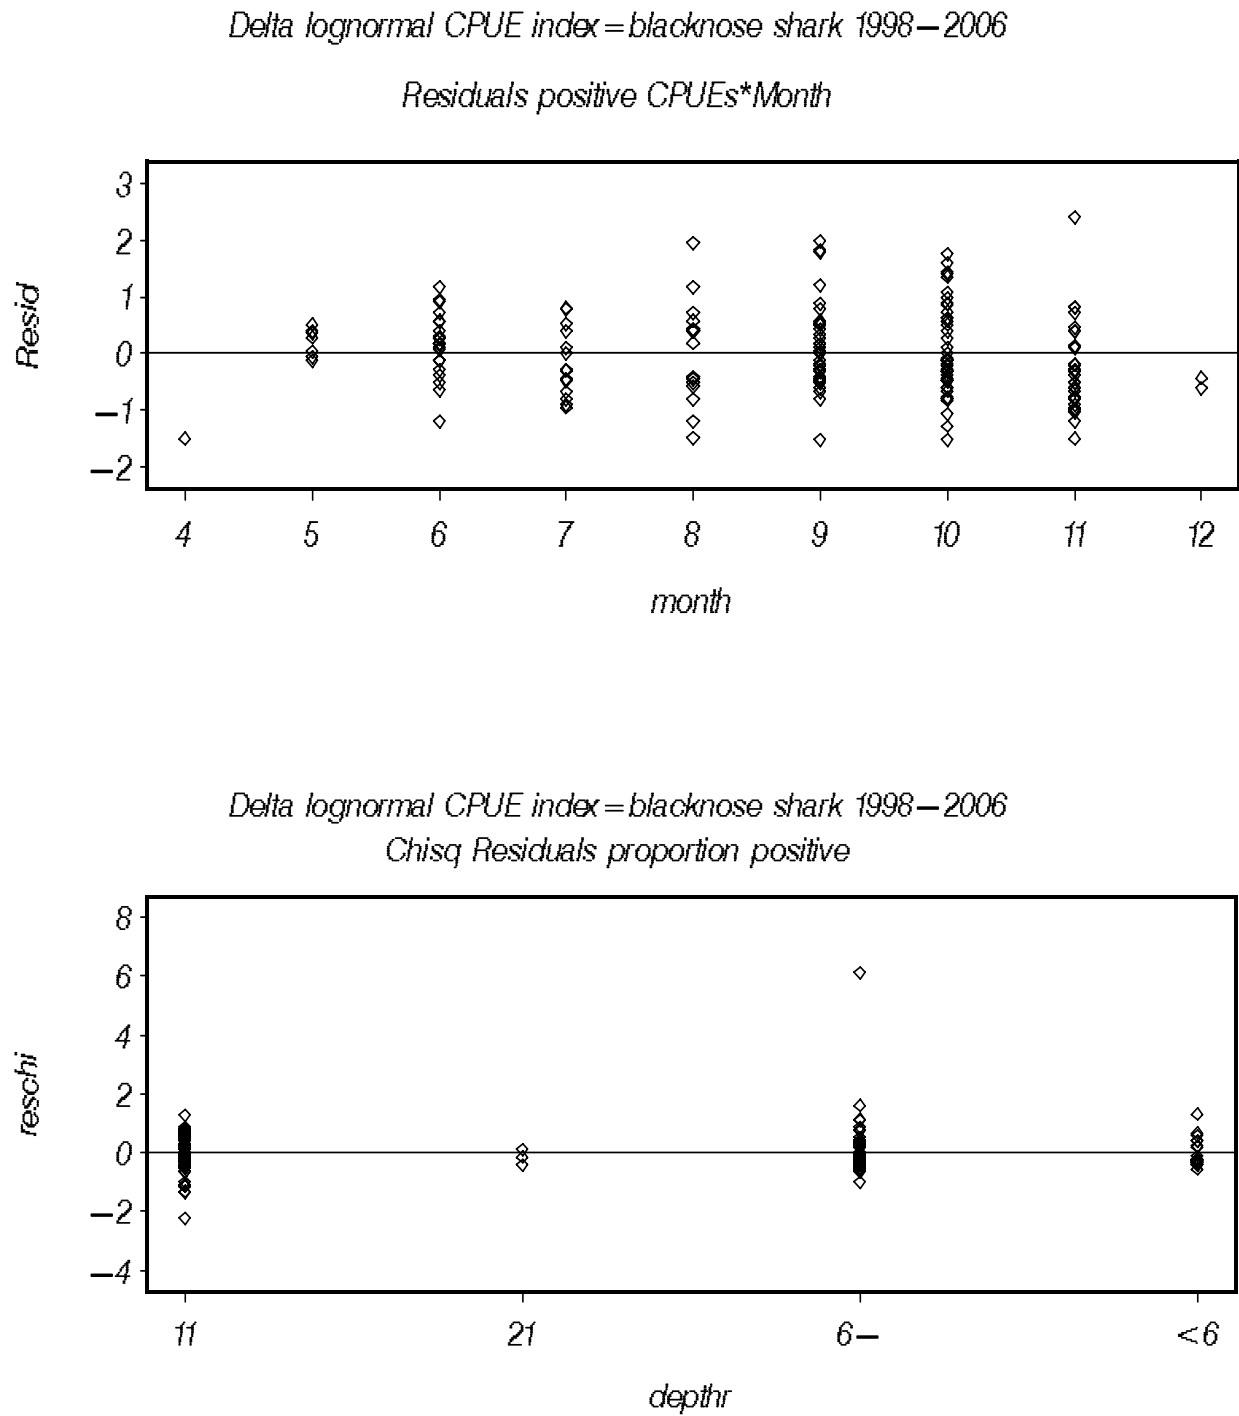 Delta lognormal CPUE index=blacknose shark 1998−2006
Residuals positive CPUEs*Month
3
2
1
0
−1
−2
Resid
4 5 6 7 8 9 10 11 12
month
Delta lognormal CPUE index=blacknose shark 1998−2006
Chisq Residuals proportion positive
8
6
4
2
0
−2
−4
reschi
11 21 6− <6
depthr